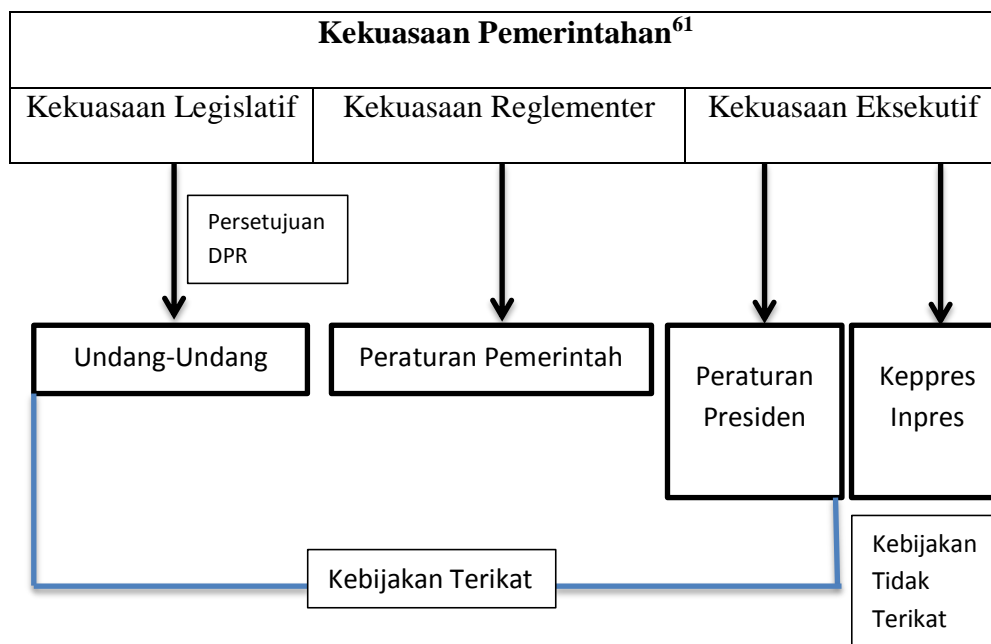 Kekuasaan Pemerintahan61
Kekuasaan Legislatif
Kekuasaan Reglementer
Kekuasaan Eksekutif
Persetujuan
DPR
Undang-Undang
Peraturan Pemerintah
Peraturan
Presiden
Keppres
Inpres
Kebijakan Terikat
Kebijakan
Tidak
Terikat